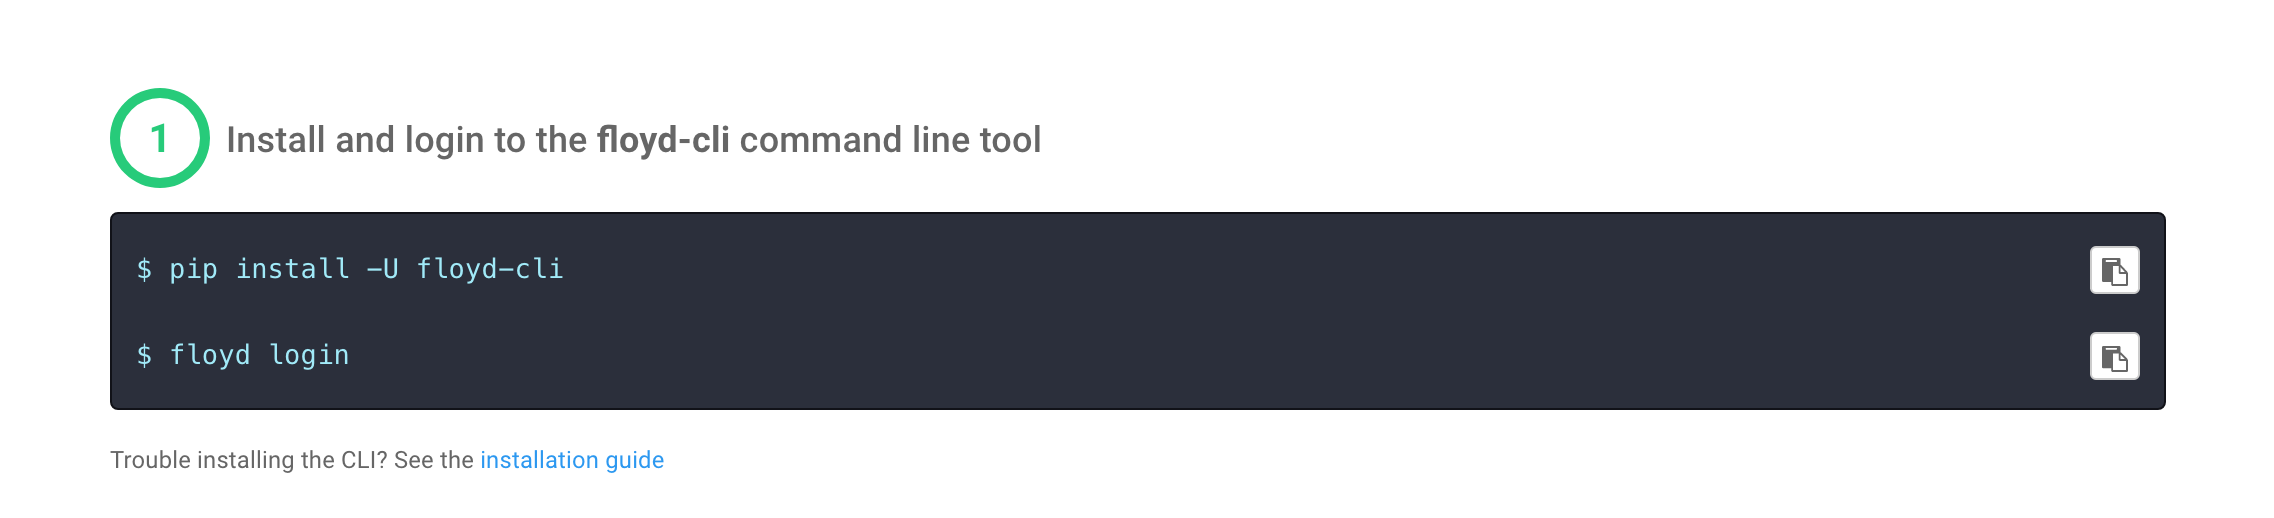 1
Install and login to the floyd-cli command line tool
$ pip install -U floyd-cli
$ floyd login
Trouble installing the CLI? See the installation guide